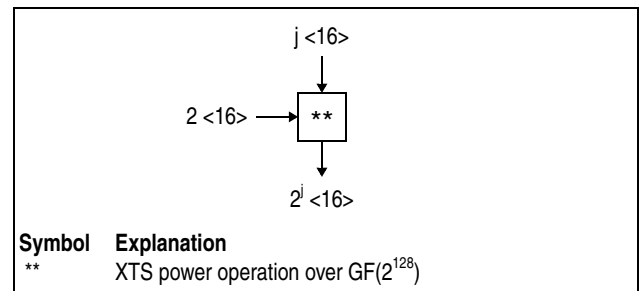 j <16>
2 <16>
**
2^j <16>
Symbol Explanation
** XTS power operation over GF(2^128)